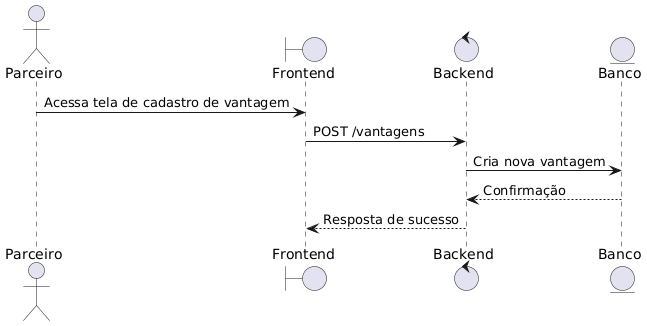 Parceiro Frontend Backend Banco
Acessa tela de cadastro de vantagem
POST /vantagens
Cria nova vantagem
Confirmação
Resposta de sucesso
Parceiro Frontend Backend Banco